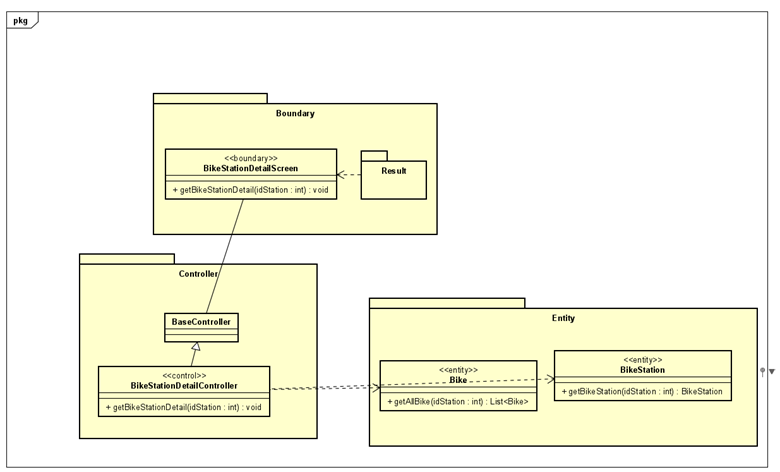 pkg
Boundary
<<boundary>>
BikeStationDetailScreen
+ getBikeStationDetail(idStation : int) : void
Result
Controller
BaseController
<<control>>
BikeStationDetailController
+ getBikeStationDetail(idStation : int) : void
Entity
<<entity>>
Bike
+ getAllBike(idStation : int) : List<Bike>
<<entity>>
BikeStation
+ getBikeStation(idStation : int) : BikeStation